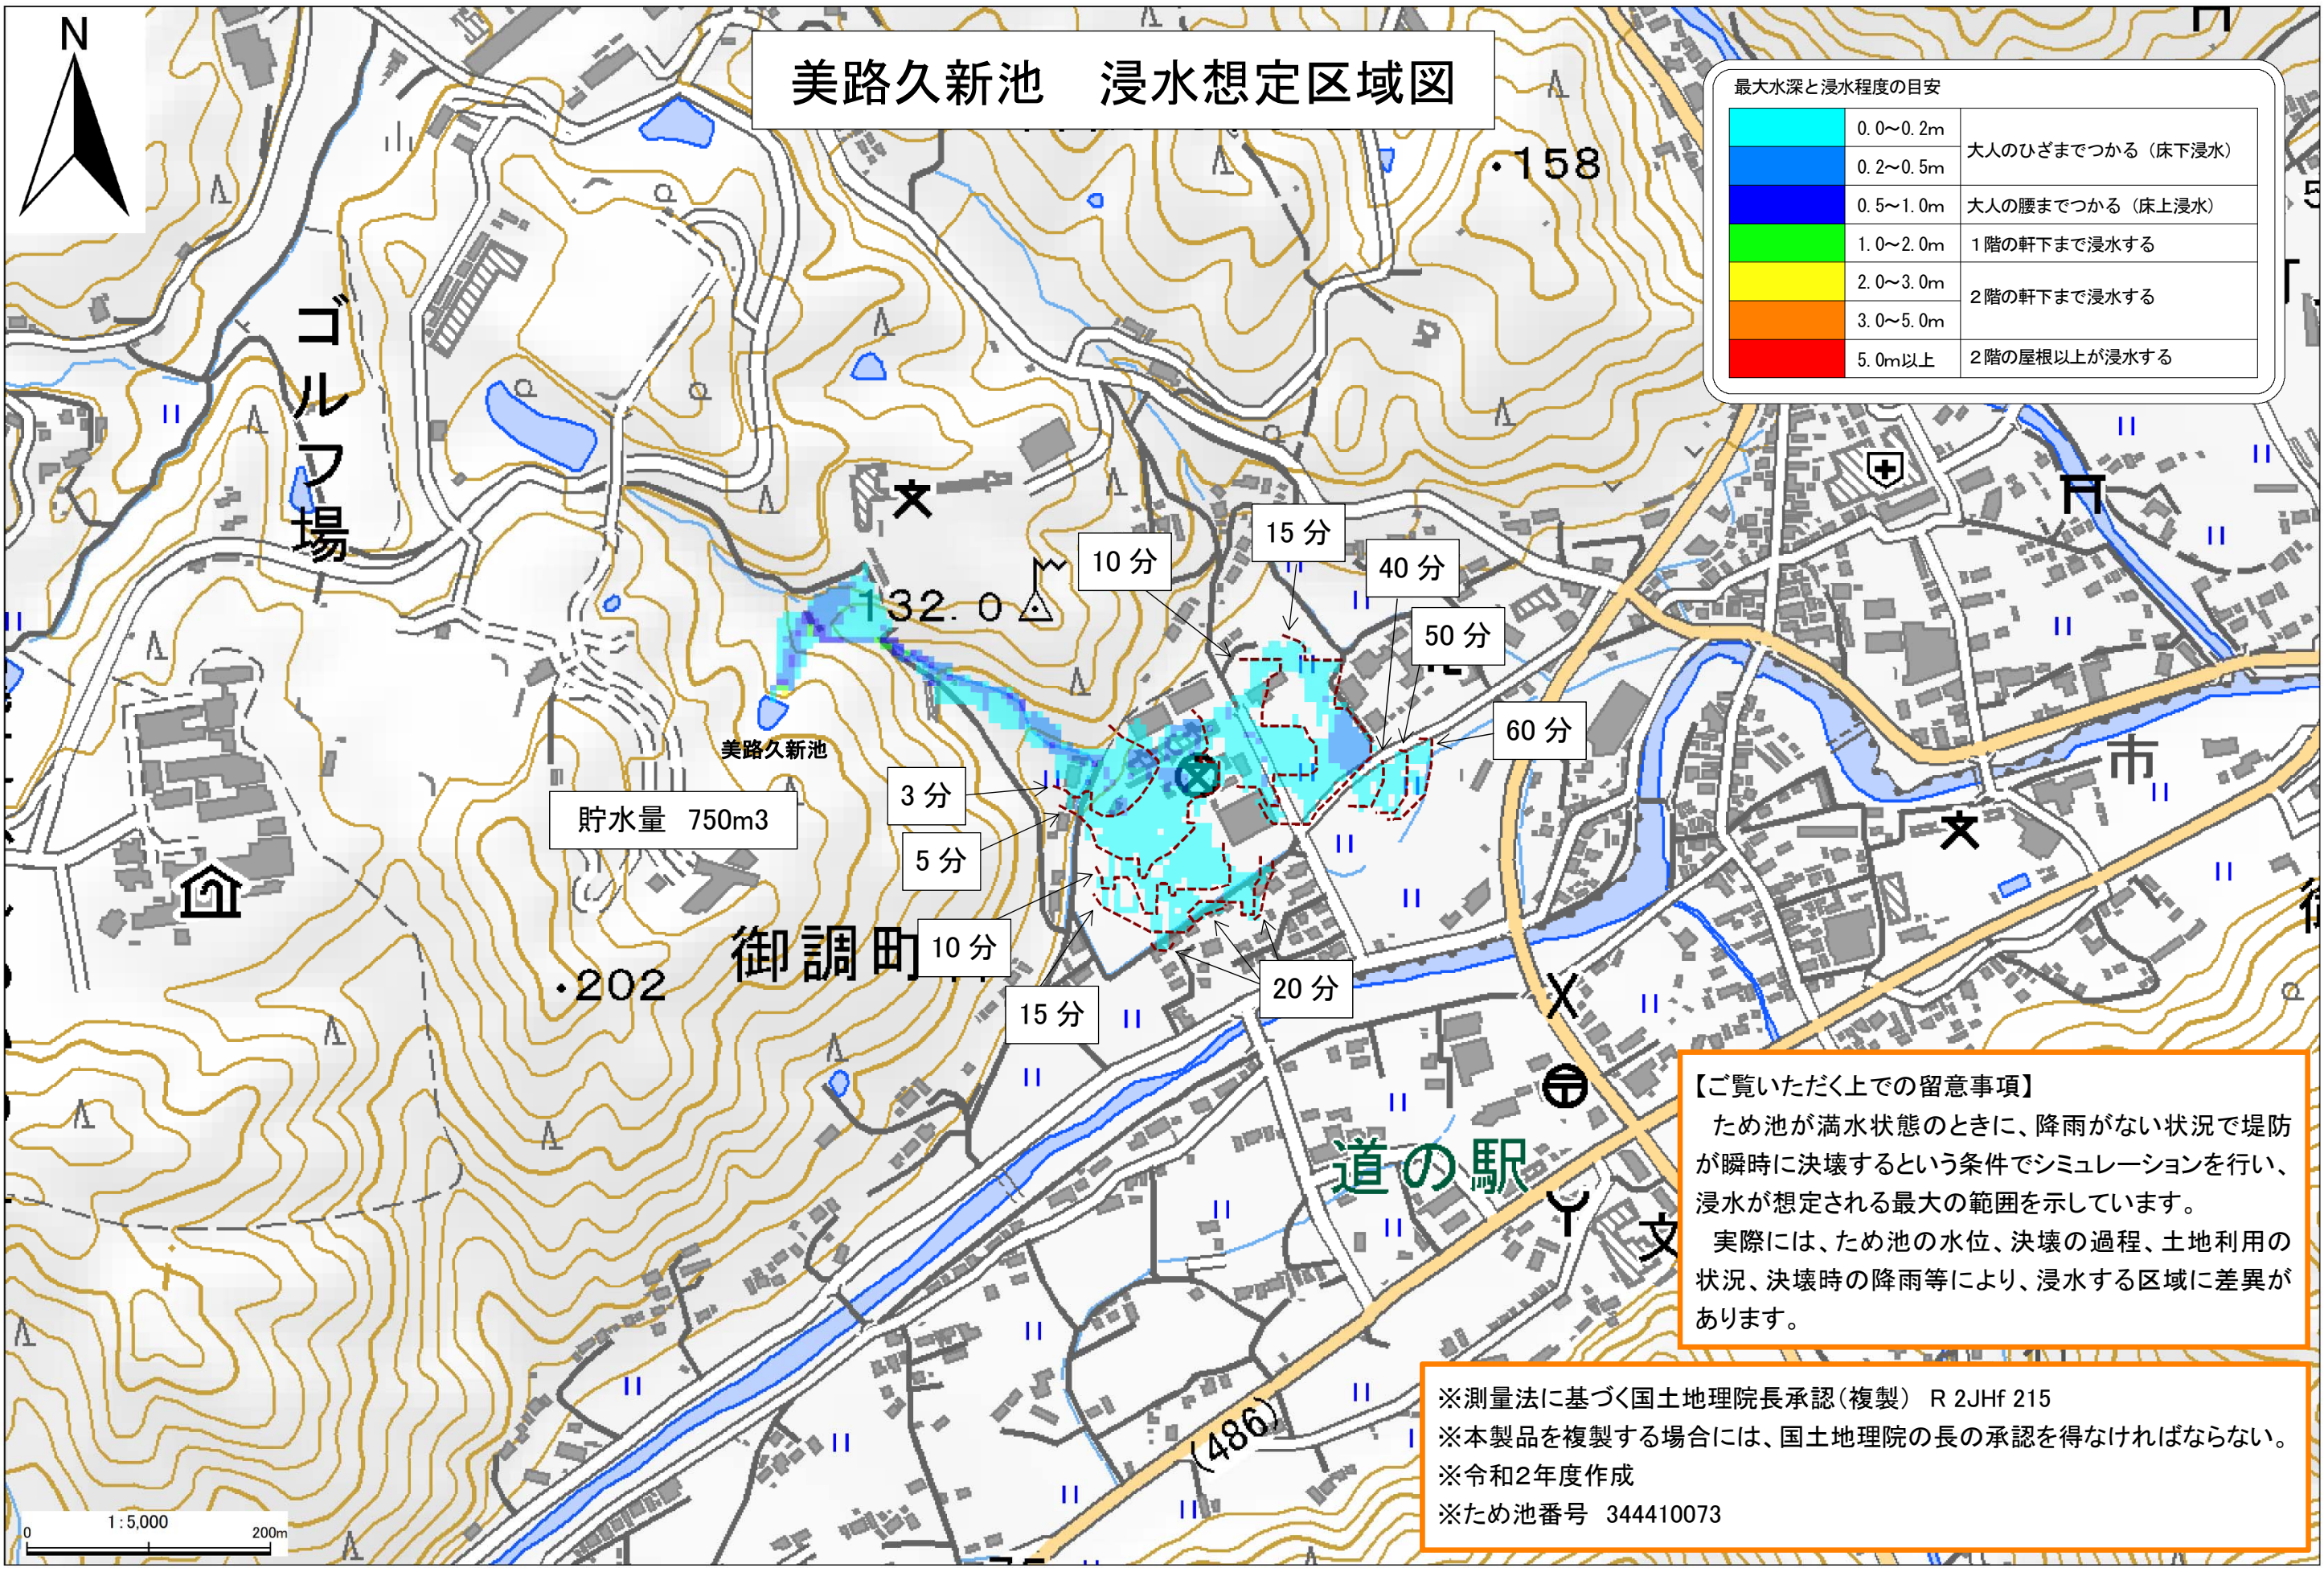 N
美路久新池　浸水想定区域図
最大水深と浸水程度の目安
0.0～0.2m
大人のひざまでつかる（床下浸水）
0.2～0.5m
0.5～1.0m　大人の腰までつかる（床上浸水）
1.0～2.0m　1階の軒下まで浸水する
2.0～3.0m
2階の軒下まで浸水する
3.0～5.0m
5.0m以上　2階の屋根以上が浸水する
・158
ゴルフ場
15分
10分
40分
132.0
50分
60分
美路久新池
3分
貯水量　750m3
5分
市
御調町
10分
・202
15分
20分
道の駅
(486)
【ご覧いただく上での留意事項】
ため池が満水状態のときに、降雨がない状況で堤防
が瞬時に決壊するという条件でシミュレーションを行い、
浸水が想定される最大の範囲を示しています。
実際には、ため池の水位、決壊の過程、土地利用の
状況、決壊時の降雨等により、浸水する区域に差異が
あります。
※測量法に基づく国土地理院長承認（複製）　R 2JHf 215
※本製品を複製する場合には、国土地理院の長の承認を得なければならない。
※令和2年度作成
※ため池番号　344410073
1:5,000
0　200m